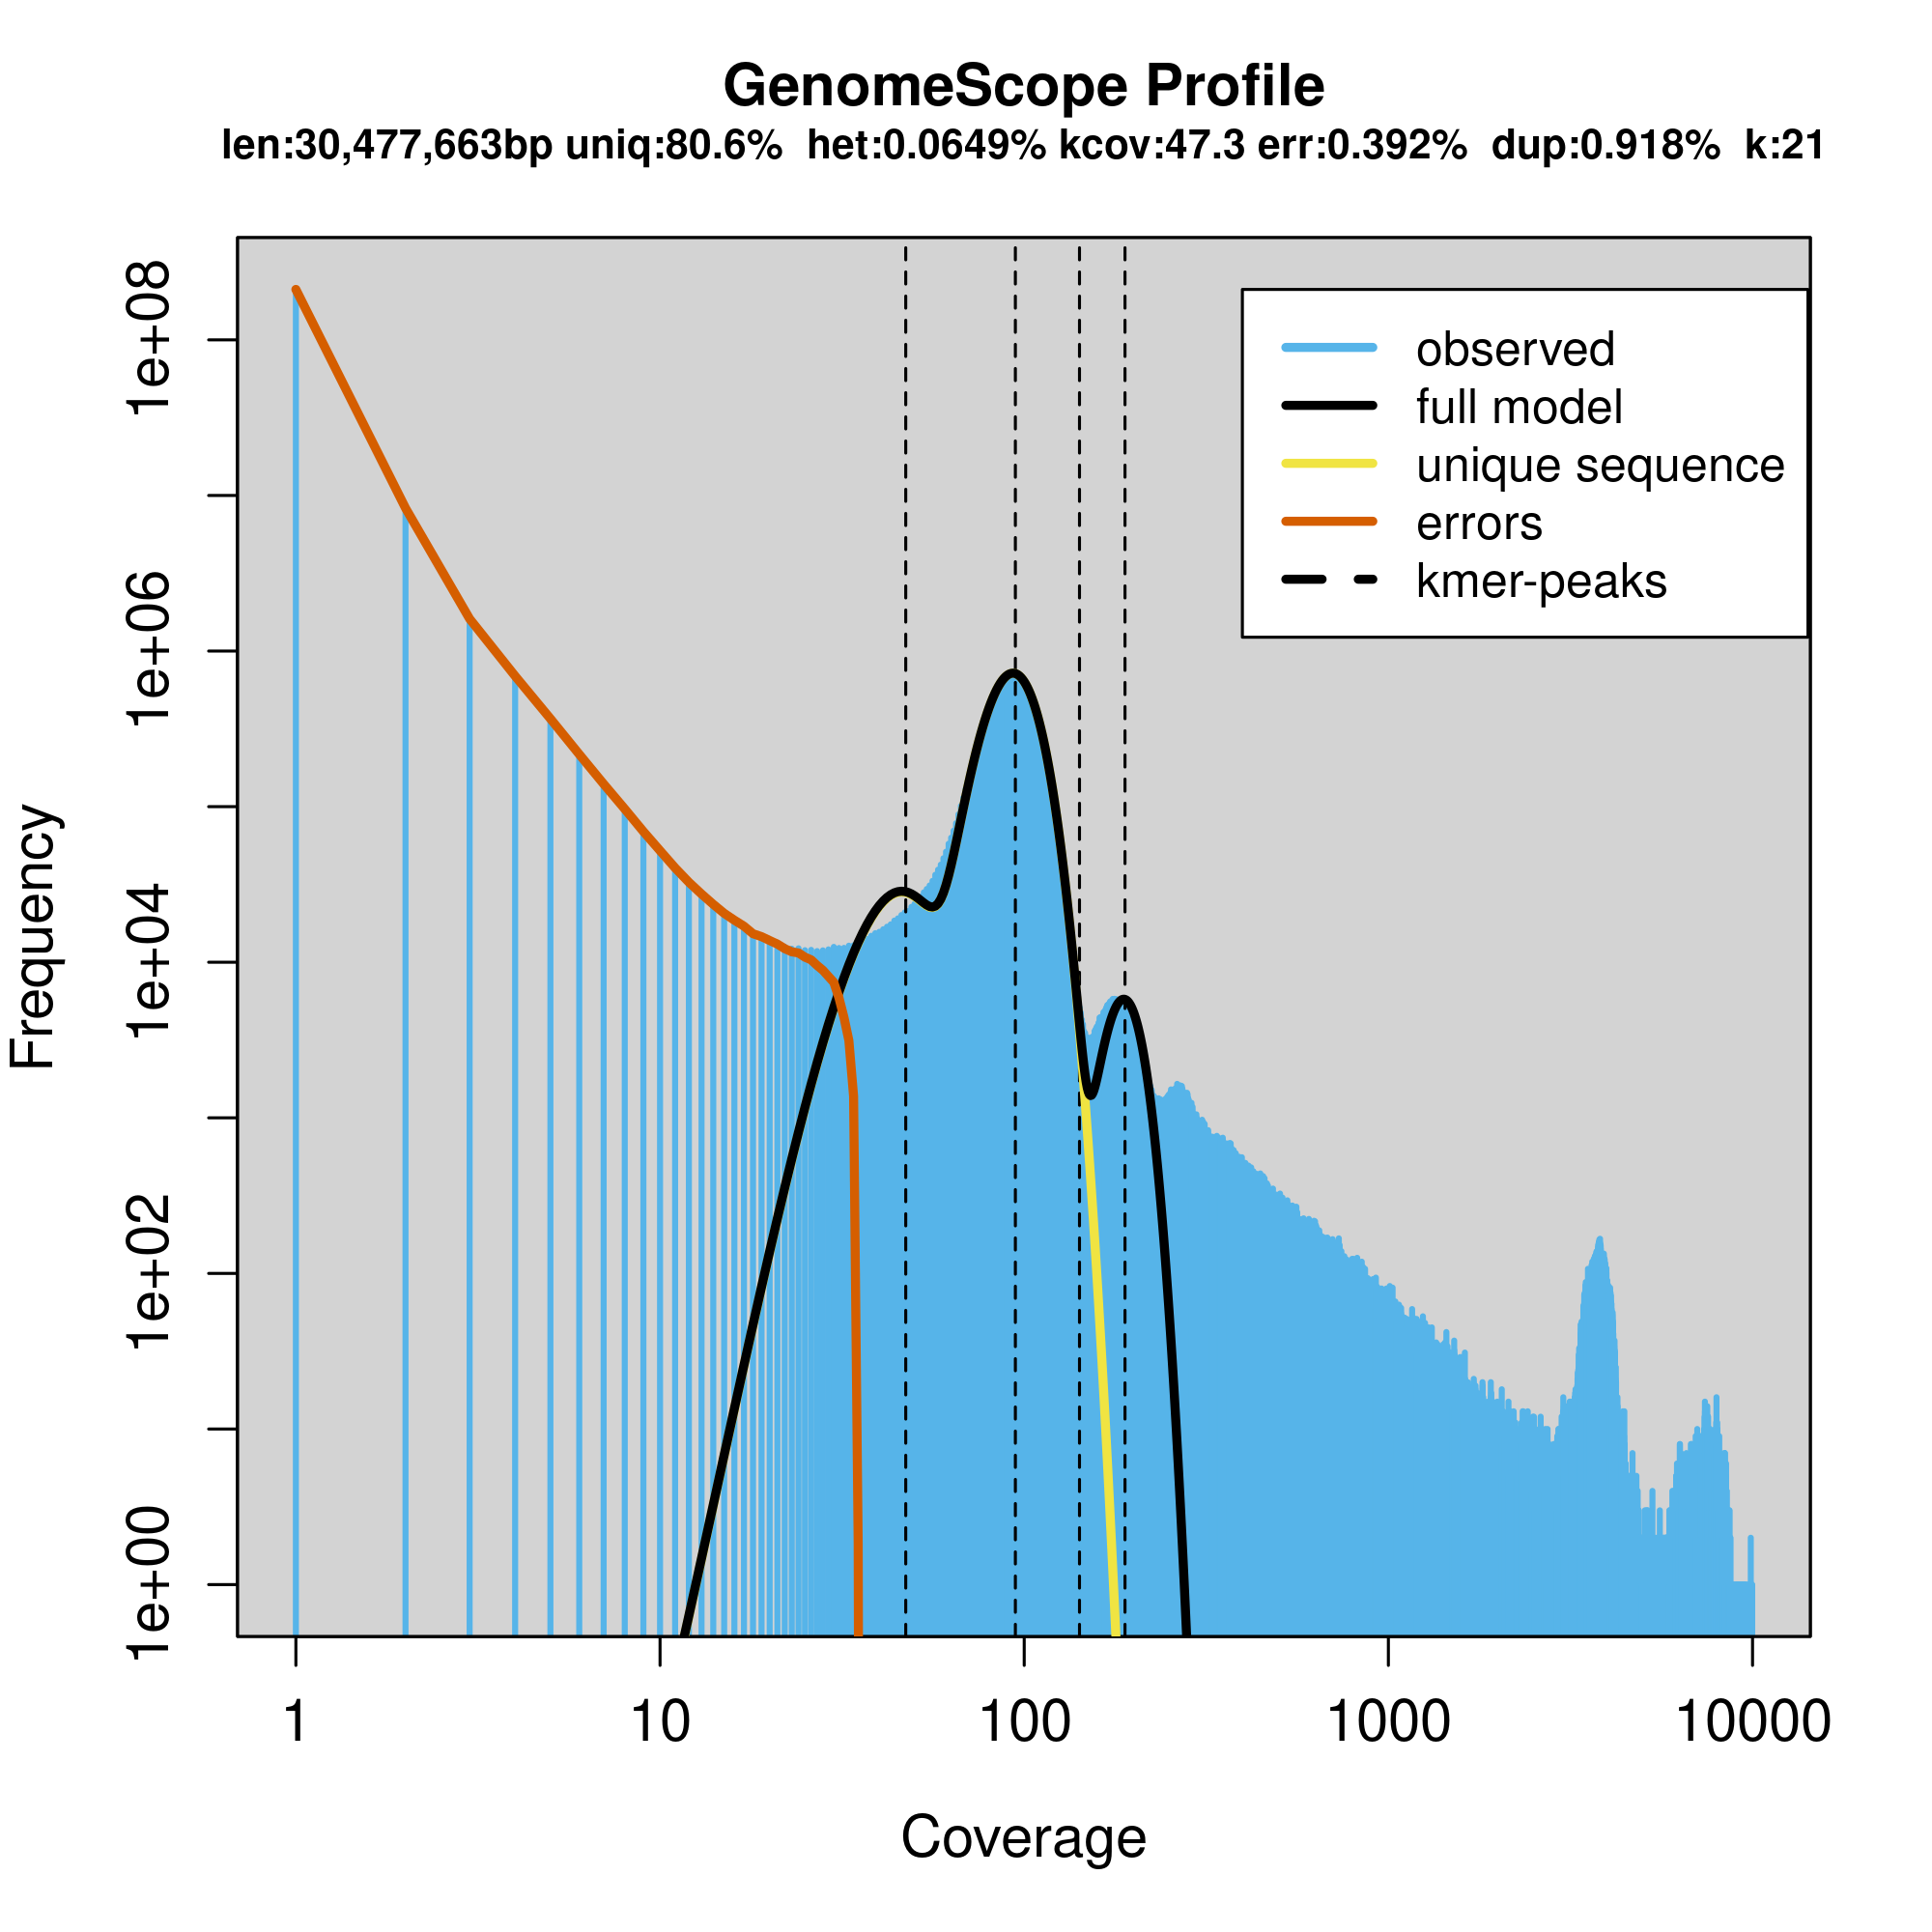 GenomeScope Profile
len:30,477,663bp uniq:80.6% het:0.0649% kcov:47.3 err:0.392% dup:0.918% k:21
observed
full model
unique sequence
errors
kmer-peaks
Frequency
1e+08
1e+06
1e+04
1e+02
1e+00
1 10 100 1000 10000
Coverage